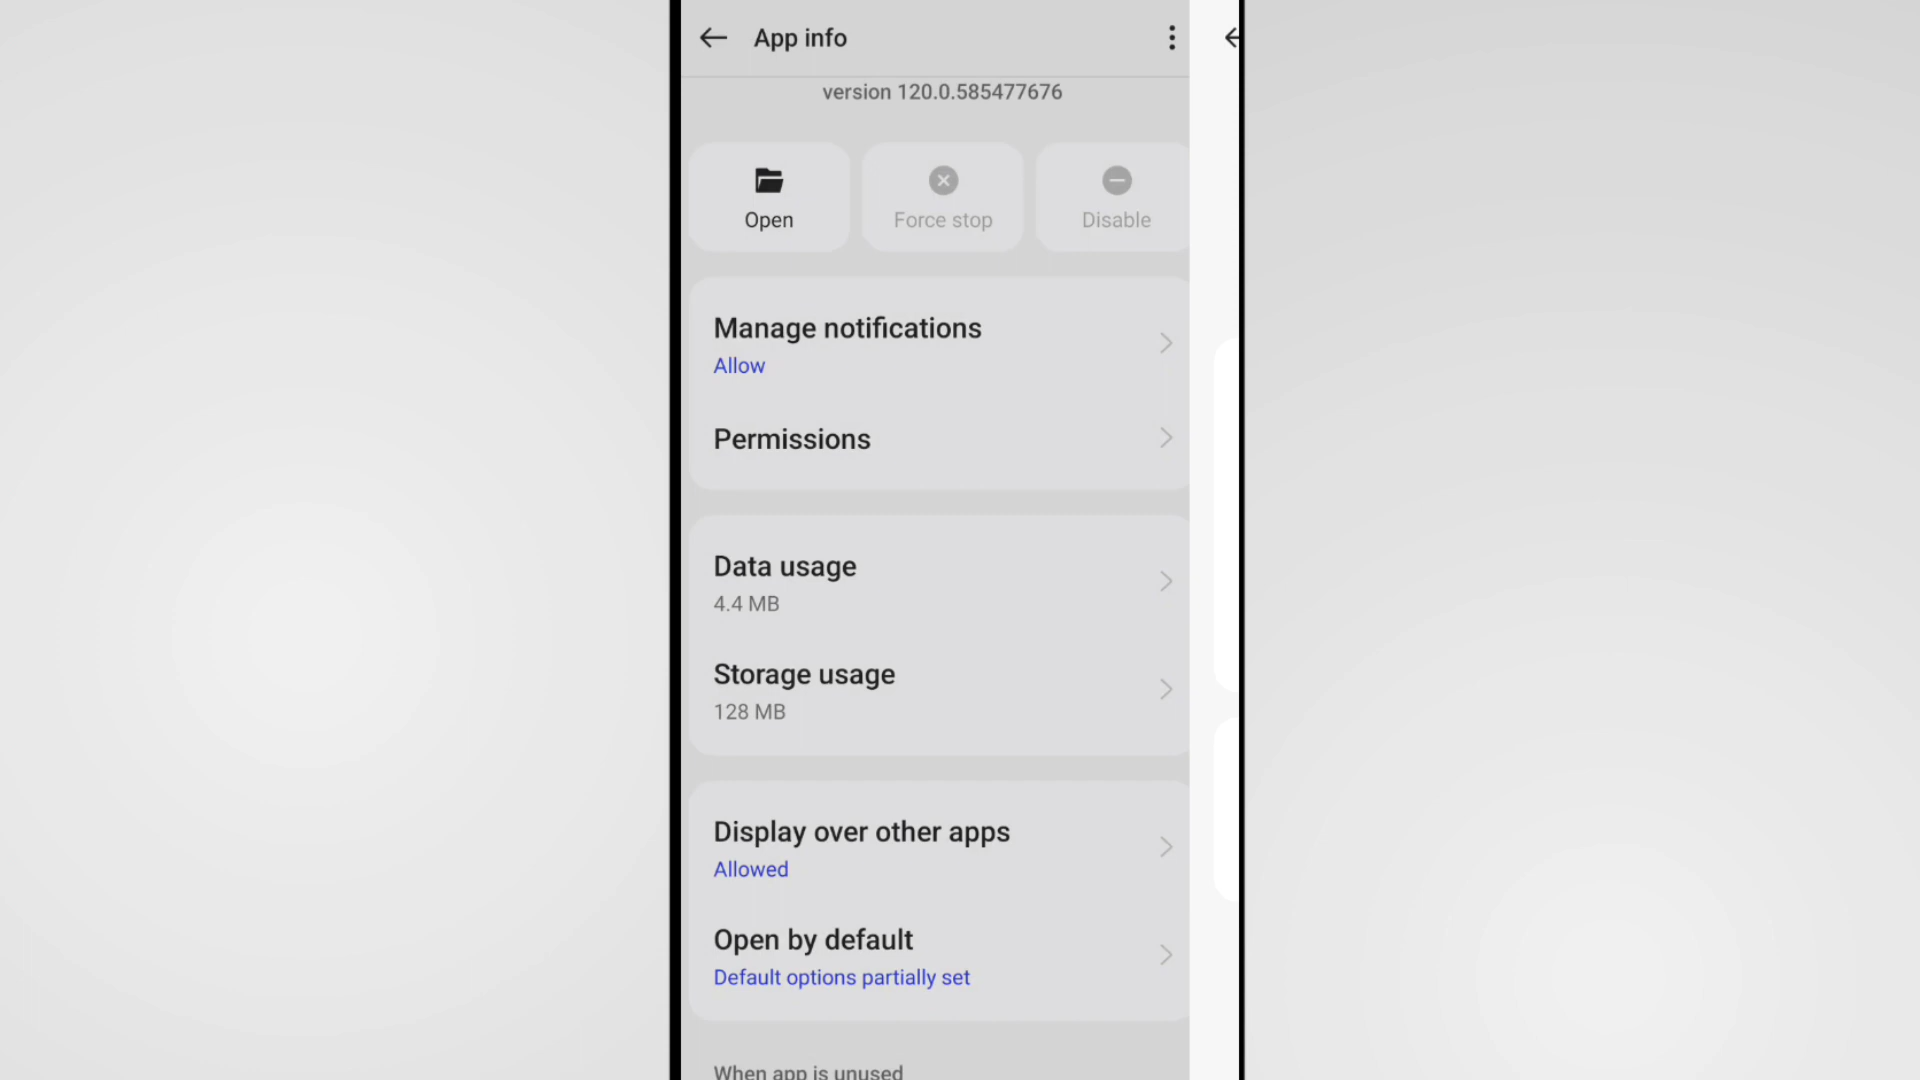 App info
version 120.0.585477676
Open
Force stop
Disable
Manage notifications
Allow
Permissions
Data usage
4.4 MB
Storage usage
128 MB
Display over other apps
Allowed
Open by default
Default options partially set
When app is unused